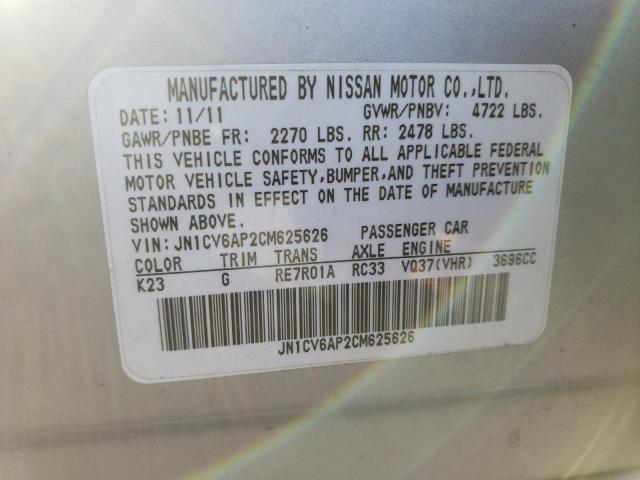 MANUFACTURED BY NISSAN MOTOR CO.,LTD.
DATE: 11/11 GVWR/PNBV: 4722 LBS.
GAWR/PNBE FR: 2270 LBS. RR: 2478 LBS.
THIS VEHICLE CONFORMS TO ALL APPLICABLE FEDERAL
MOTOR VEHICLE SAFETY,BUMPER,AND THEFT PREVENTION
STANDARDS IN EFFECT ON THE DATE OF MANUFACTURE
SHOWN ABOVE.
VIN:JN1CV6AP2CM625626 PASSENGER CAR
COLOR TRIM TRANS AXLE ENGINE
K23 G RE7R01A RC33 VQ37(VHR) 3696CC
JN1CV6AP2CM625626